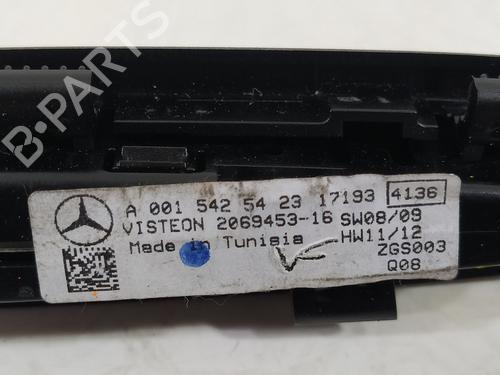 B-PARTS
A 001 542 54 23 17193 4136
VISTEON 2069453-16 SW08/09
Made in Tunisia HW11/12
ZGS003
Q08